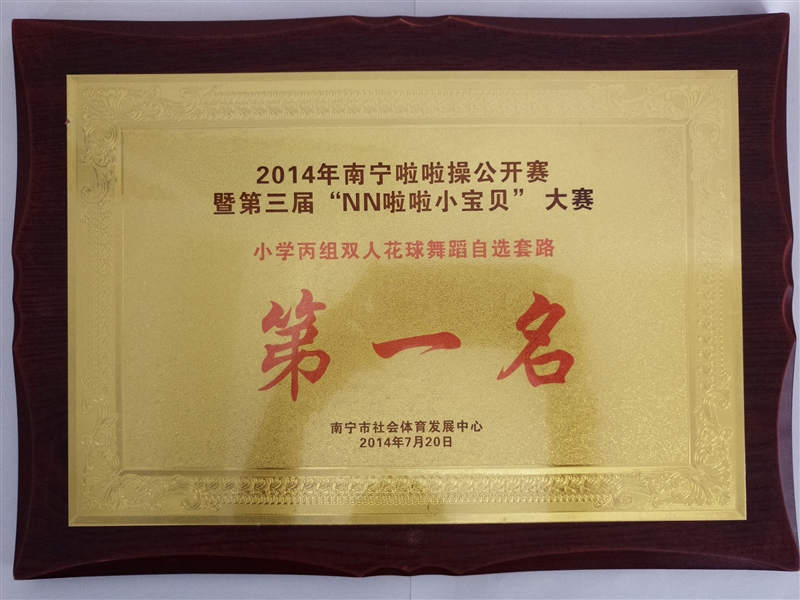 2014年南宁啦啦操公开赛
暨第三届“NN啦啦小宝贝” 大赛
小学丙组双人花球舞蹈自选套路
第一名
南宁市社会体育发展中心
2014年7月20日